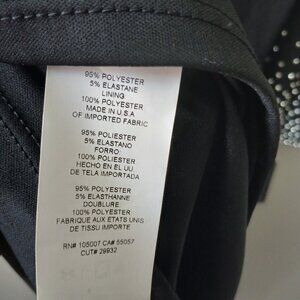 95% POLYESTER
5% ELASTANE
LINING
100% POLYESTER
MADE IN U.S.A
OF IMPORTED FABRIC
95% POLIESTER
5% ELASTANO
FORRO:
100% POLIESTER
HECHO EN EL UU
DE TELA IMPORTADA
95% POLYESTER
5% ELASTHANNE
DOUBLURE:
100% POLYESTER
FABRIQUE AUX ETATS UNIS
DE TISSU IMPORTE
RN# 105007 CA# 55057
CUT# 29932